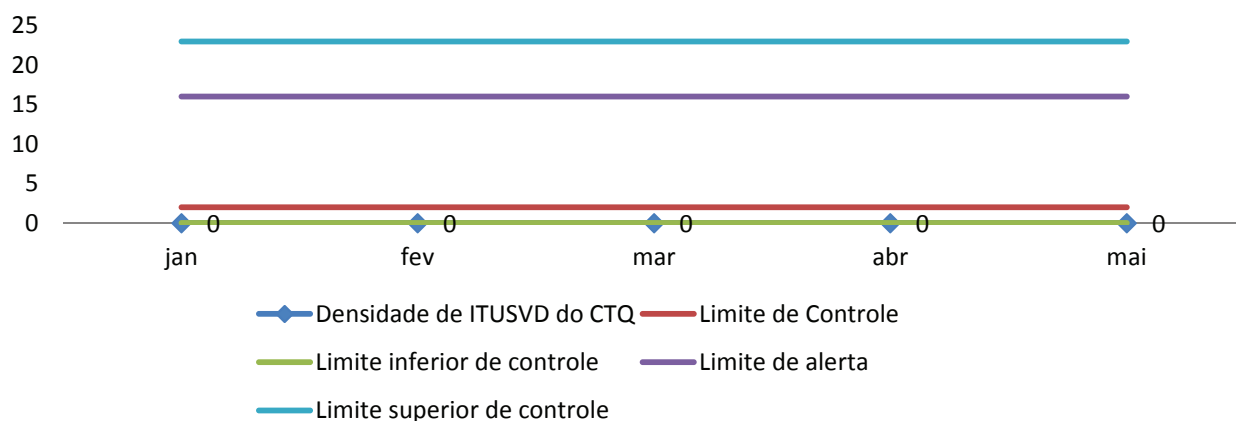 25
20
15
10
5
0
0 0 0 0 0
jan fev mar abr mai
Densidade de ITUSVD do CTQ Limite de Controle
Limite inferior de controle Limite de alerta
Limite superior de controle